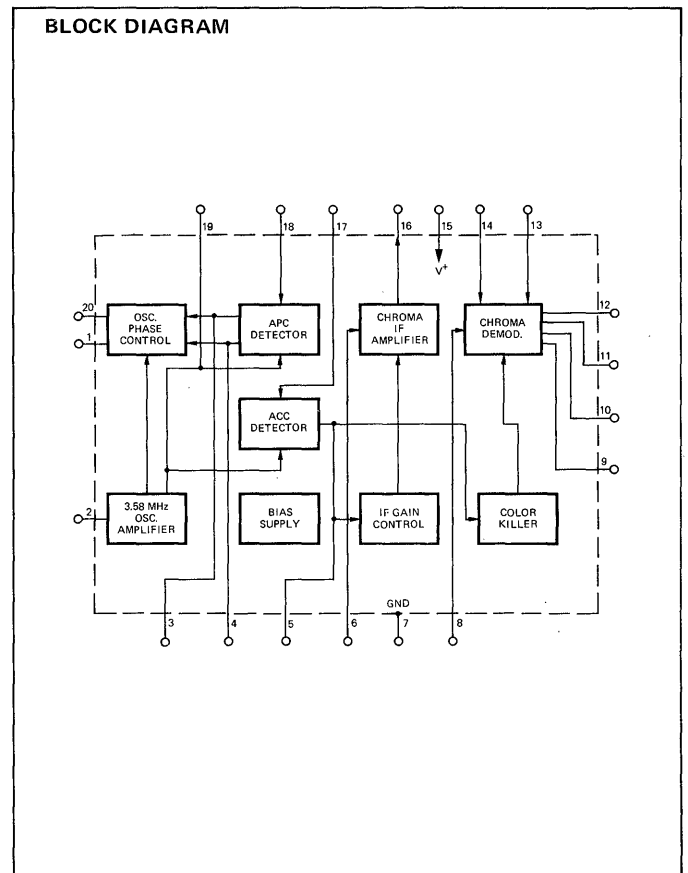 BLOCK DIAGRAM
19
18
17
16
15
14
13
V+
20
1
OSC.
PHASE
CONTROL
APC
DETECTOR
CHROMA
IF
AMPLIFIER
CHROMA
DEMOD.
12
11
10
9
ACC
DETECTOR
2
3.58 MHz
OSC.
AMPLIFIER
BIAS
SUPPLY
IF GAIN
CONTROL
COLOR
KILLER
GND
3
4
5
6
7
8